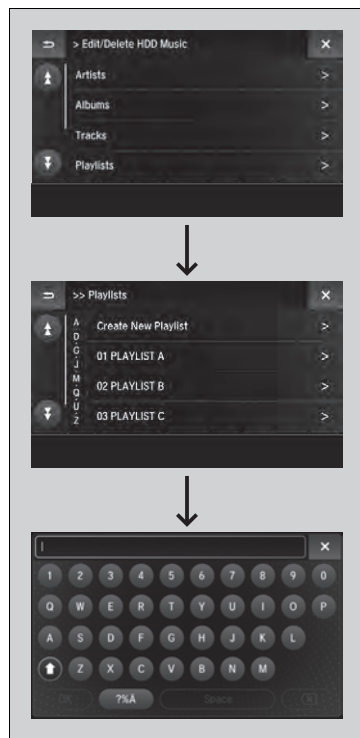 > Edit/Delete HDD Music
Artists >
Albums >
Tracks >
Playlists >
>> Playlists
A
D
G
J
M
Q
U
Z
Create New Playlist >
01 PLAYLIST A >
02 PLAYLIST B >
03 PLAYLIST C >
1 2 3 4 5 6 7 8 9 0
Q W E R T Y U I O P
A S D F G H J K L
Z X C V B N M
OK ?%Å Space